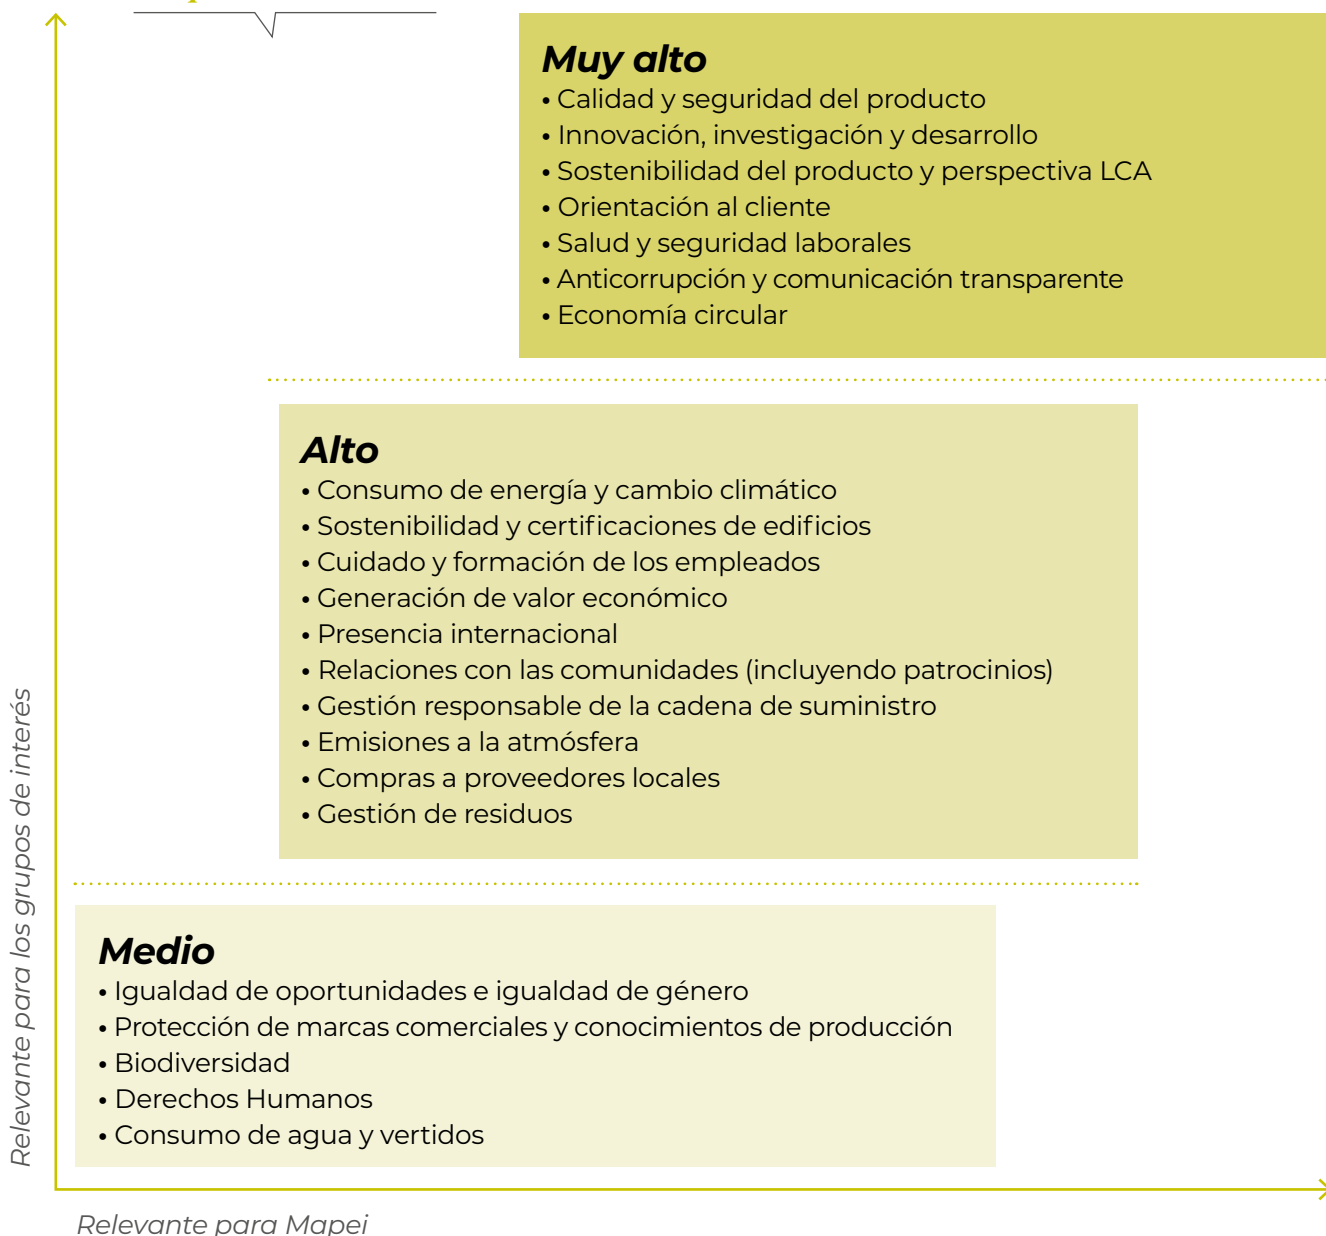 Muy alto
• Calidad y seguridad del producto
• Innovación, investigación y desarrollo
• Sostenibilidad del producto y perspectiva LCA
• Orientación al cliente
• Salud y seguridad laborales
• Anticorrupción y comunicación transparente
• Economía circular
Alto
• Consumo de energía y cambio climático
• Sostenibilidad y certificaciones de edificios
• Cuidado y formación de los empleados
• Generación de valor económico
• Presencia internacional
• Relaciones con las comunidades (incluyendo patrocinios)
• Gestión responsable de la cadena de suministro
• Emisiones a la atmósfera
• Compras a proveedores locales
• Gestión de residuos
Medio
• Igualdad de oportunidades e igualdad de género
• Protección de marcas comerciales y conocimientos de producción
• Biodiversidad
• Derechos Humanos
• Consumo de agua y vertidos
Relevante para los grupos de interés
Relevante para Mapei